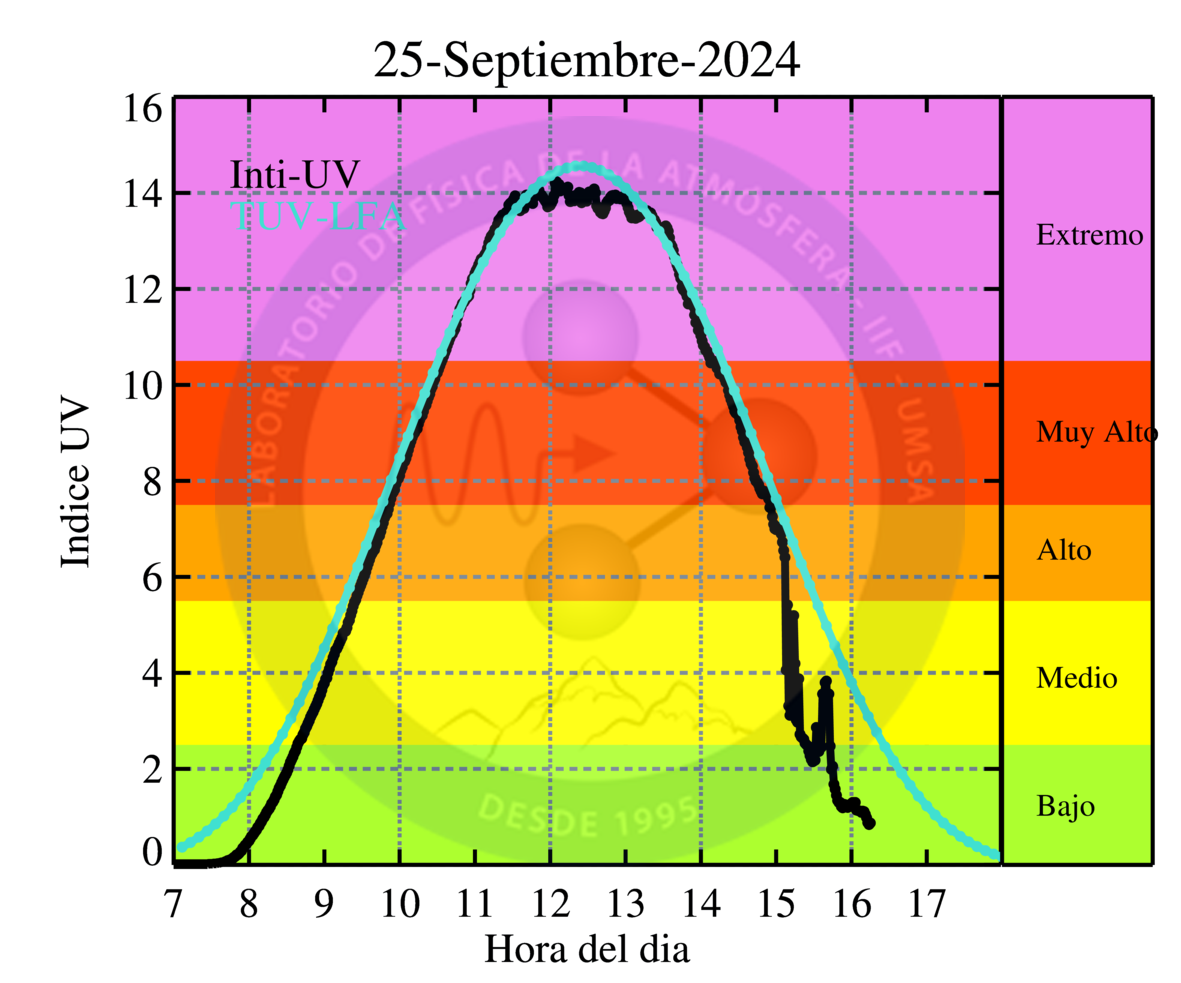 25-Septiembre-2024
16
14
12
10
8
6
4
2
0
Indice UV
Inti-UV
TUV-LFA
LABORATORIO DE FÍSICA DE LA ATMÓSFERA - IIF - UMSA
DESDE 1995
Extremo
Muy Alto
Alto
Medio
Bajo
7 8 9 10 11 12 13 14 15 16 17
Hora del dia